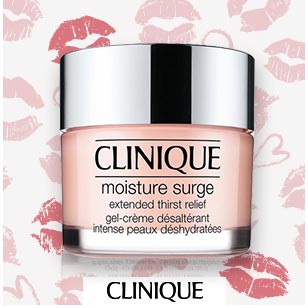 CLINIQUE
moisture surge
extended thirst relief
gel-crème désaltérant
intense peaux déshydratées
CLINIQUE